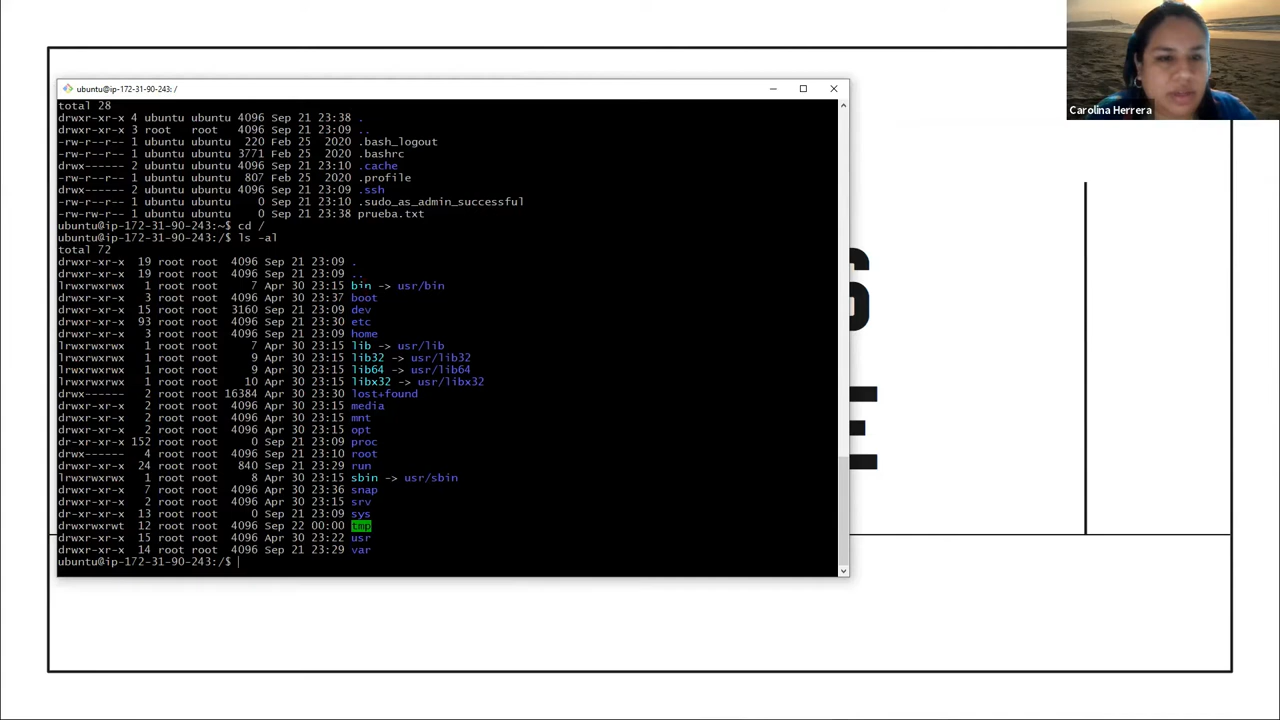 ubuntu@ip-172-31-90-243: /
total 28
drwxr-xr-x 4 ubuntu ubuntu 4096 Sep 21 23:38 .
drwxr-xr-x 3 root   root   4096 Sep 21 23:09 ..
-rw-r--r-- 1 ubuntu ubuntu  220 Feb 25  2020 .bash_logout
-rw-r--r-- 1 ubuntu ubuntu 3771 Feb 25  2020 .bashrc
drwx------ 2 ubuntu ubuntu 4096 Sep 21 23:10 .cache
-rw-r--r-- 1 ubuntu ubuntu  807 Feb 25  2020 .profile
drwx------ 2 ubuntu ubuntu 4096 Sep 21 23:09 .ssh
-rw-r--r-- 1 ubuntu ubuntu    0 Sep 21 23:10 .sudo_as_admin_successful
-rw-rw-r-- 1 ubuntu ubuntu    0 Sep 21 23:38 prueba.txt
ubuntu@ip-172-31-90-243:~$ cd /
ubuntu@ip-172-31-90-243:/$ ls -al
total 72
drwxr-xr-x  19 root root  4096 Sep 21 23:09 .
drwxr-xr-x  19 root root  4096 Sep 21 23:09 ..
lrwxrwxrwx   1 root root     7 Apr 30 23:15 bin -> usr/bin
drwxr-xr-x   3 root root  4096 Apr 30 23:37 boot
drwxr-xr-x  15 root root  3160 Sep 21 23:09 dev
drwxr-xr-x  93 root root  4096 Sep 21 23:30 etc
drwxr-xr-x   3 root root  4096 Sep 21 23:09 home
lrwxrwxrwx   1 root root     7 Apr 30 23:15 lib -> usr/lib
lrwxrwxrwx   1 root root     9 Apr 30 23:15 lib32 -> usr/lib32
lrwxrwxrwx   1 root root     9 Apr 30 23:15 lib64 -> usr/lib64
lrwxrwxrwx   1 root root    10 Apr 30 23:15 libx32 -> usr/libx32
drwx------   2 root root 16384 Apr 30 23:30 lost+found
drwxr-xr-x   2 root root  4096 Apr 30 23:15 media
drwxr-xr-x   2 root root  4096 Apr 30 23:15 mnt
drwxr-xr-x   2 root root  4096 Apr 30 23:15 opt
dr-xr-xr-x 152 root root     0 Sep 21 23:09 proc
drwx------   4 root root  4096 Sep 21 23:10 root
drwxr-xr-x  24 root root   840 Sep 21 23:29 run
lrwxrwxrwx   1 root root     8 Apr 30 23:15 sbin -> usr/sbin
drwxr-xr-x   7 root root  4096 Apr 30 23:36 snap
drwxr-xr-x   2 root root  4096 Apr 30 23:15 srv
dr-xr-xr-x  13 root root     0 Sep 21 23:09 sys
drwxrwxrwt  12 root root  4096 Sep 22 00:00 tmp
drwxr-xr-x  15 root root  4096 Apr 30 23:22 usr
drwxr-xr-x  14 root root  4096 Sep 21 23:29 var
ubuntu@ip-172-31-90-243:/$
S
E
Carolina Herrera